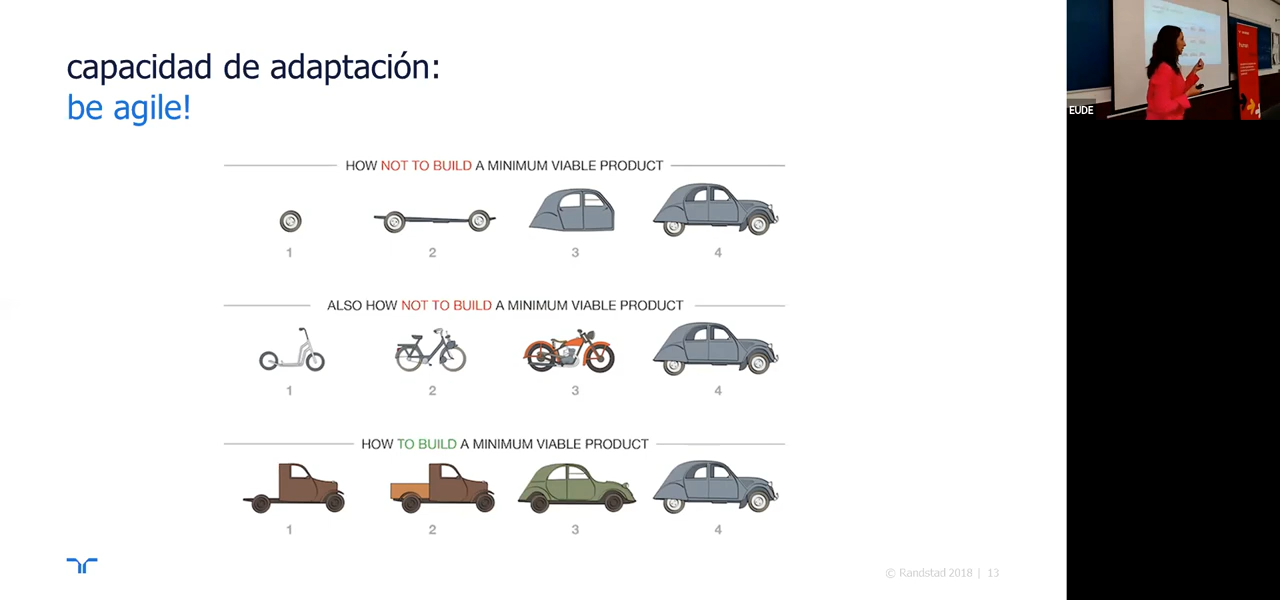 capacidad de adaptación:
be agile!
HOW NOT TO BUILD A MINIMUM VIABLE PRODUCT
1 2 3 4
ALSO HOW NOT TO BUILD A MINIMUM VIABLE PRODUCT
1 2 3 4
HOW TO BUILD A MINIMUM VIABLE PRODUCT
1 2 3 4
© Randstad 2018 | 13
EUDE